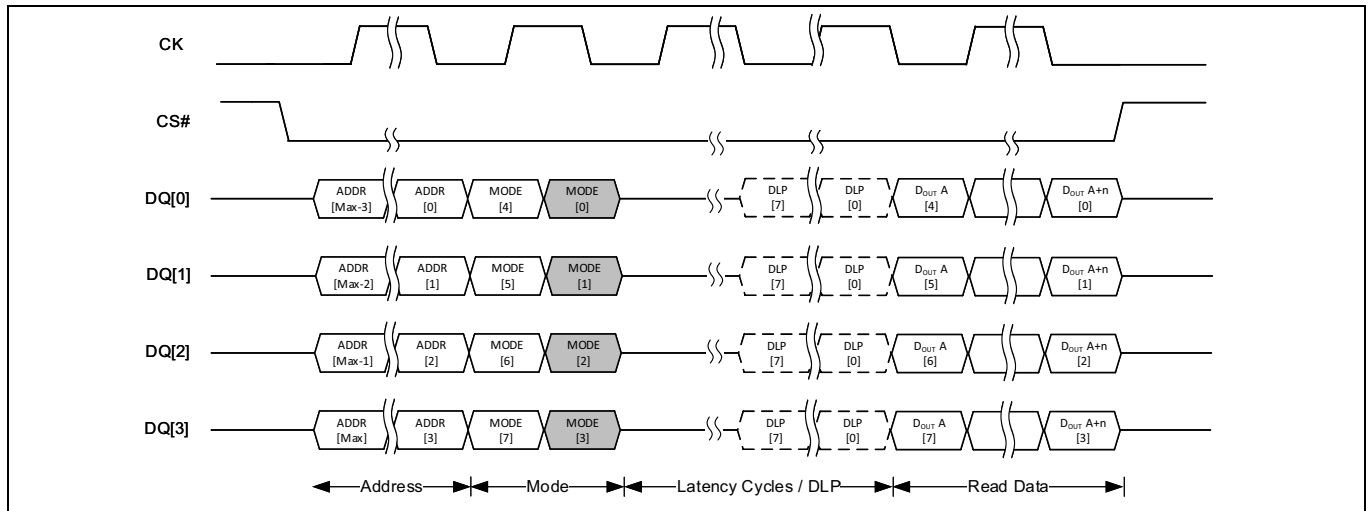 CK
CS#
DQ[0] ADDR [Max-3] ADDR [0] MODE [4] MODE [0] DLP [7] DLP [0] DOUT A [4] DOUT A+n [0]
DQ[1] ADDR [Max-2] ADDR [1] MODE [5] MODE [1] DLP [7] DLP [0] DOUT A [5] DOUT A+n [1]
DQ[2] ADDR [Max-1] ADDR [2] MODE [6] MODE [2] DLP [7] DLP [0] DOUT A [6] DOUT A+n [2]
DQ[3] ADDR [Max] ADDR [3] MODE [7] MODE [3] DLP [7] DLP [0] DOUT A [7] DOUT A+n [3]
Address Mode Latency Cycles / DLP Read Data